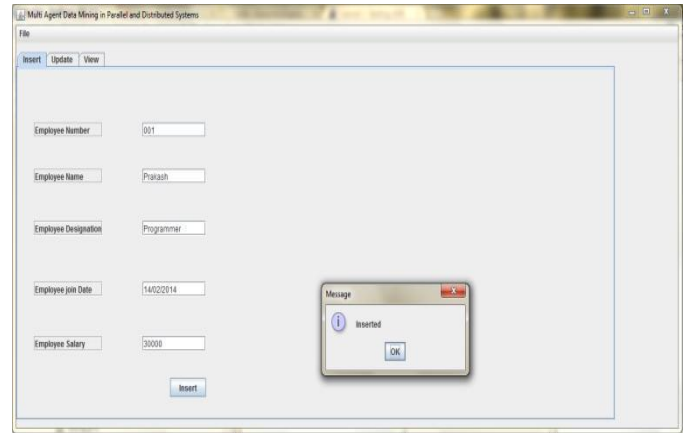 Multi Agent Data Mining in Parallel and Distributed Systems
File
Insert Update View
Employee Number 001
Employee Name Prakash
Employee Designation Programmer
Employee join Date 14/02/2014
Employee Salary 30000
Insert
Message
Inserted
OK